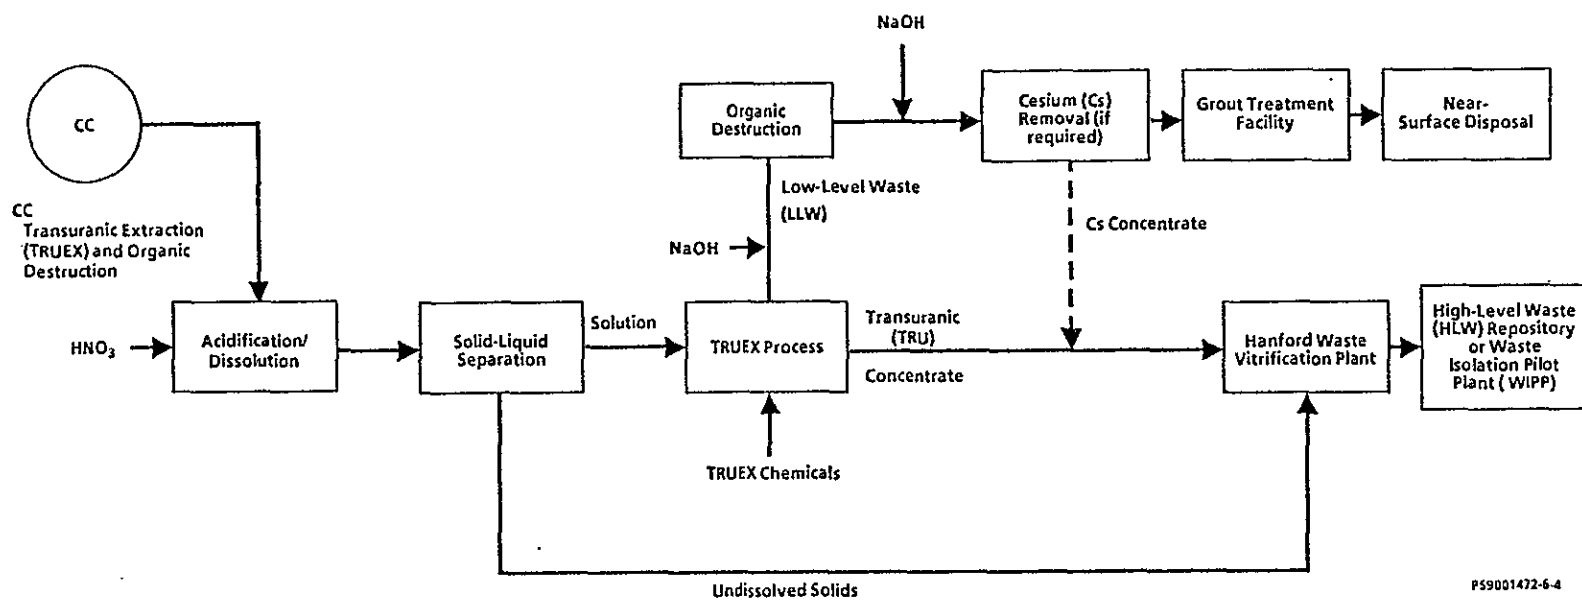 NaOH
CC
Organic
Destruction
Cesium (Cs)
Removal (if
required)
Grout Treatment
Facility
Near-
Surface Disposal
CC
Transuranic Extraction
(TRUEX) and Organic
Destruction
Low-Level Waste
(LLW)
NaOH
Cs Concentrate
HNO3
Acidification/
Dissolution
Solid-Liquid
Separation
Solution
TRUEX Process
Transuranic
(TRU)
Concentrate
Hanford Waste
Vitrification Plant
High-Level Waste
(HLW) Repository
or Waste
Isolation Pilot
Plant ( WIPP)
TRUEX Chemicals
Undissolved Solids
PS9001472-6-4